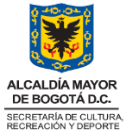 ALCALDÍA MAYOR
DE BOGOTÁ D.C.
SECRETARÍA DE CULTURA,
RECREACIÓN Y DEPORTE